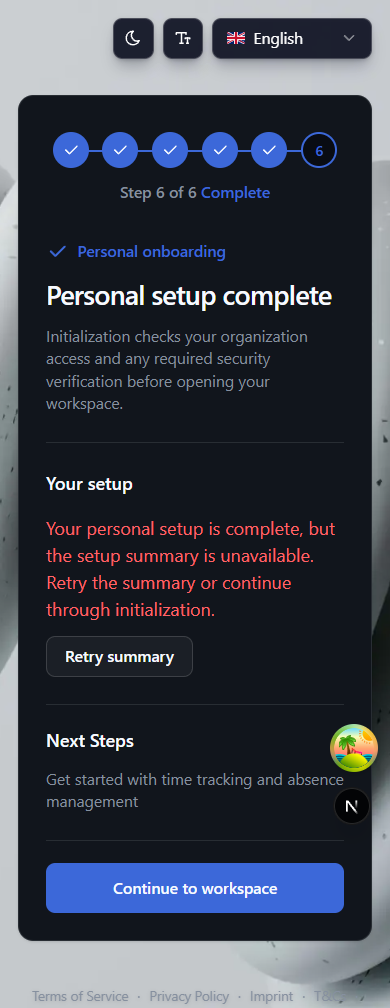 English
6
Step 6 of 6 Complete
Personal onboarding
Personal setup complete
Initialization checks your organization
access and any required security
verification before opening your
workspace.
Your setup
Your personal setup is complete, but
the setup summary is unavailable.
Retry the summary or continue
through initialization.
Retry summary
Next Steps
Get started with time tracking and absence
management
N
Continue to workspace
Terms of Service · Privacy Policy · Imprint ·